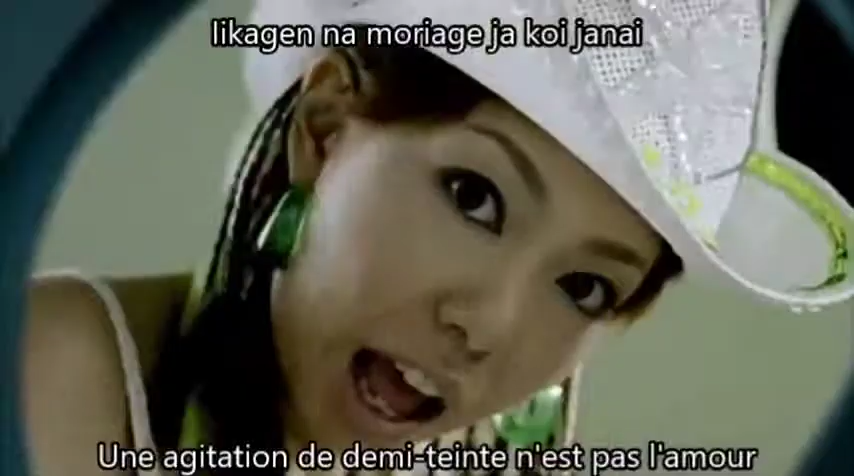 Iikagen na moriage ja koi janai
Une agitation de demi-teinte n'est pas l'amour